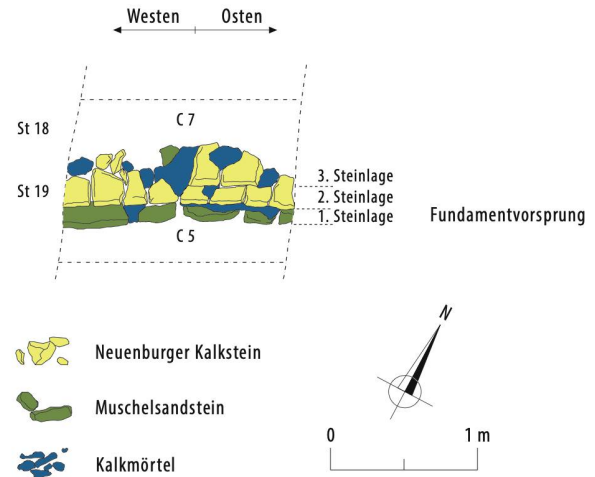 Westen Osten
C 7
St 18
3. Steinlage
St 19
2. Steinlage
1. Steinlage Fundamentvorsprung
C 5
N
Neuenburger Kalkstein
Muschelsandstein
0 1 m
Kalkmörtel